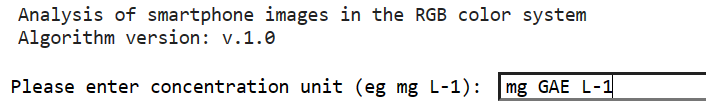 Analysis of smartphone images in the RGB color system
Algorithm version: v.1.0
Please enter concentration unit (eg mg L-1): mg GAE L-1